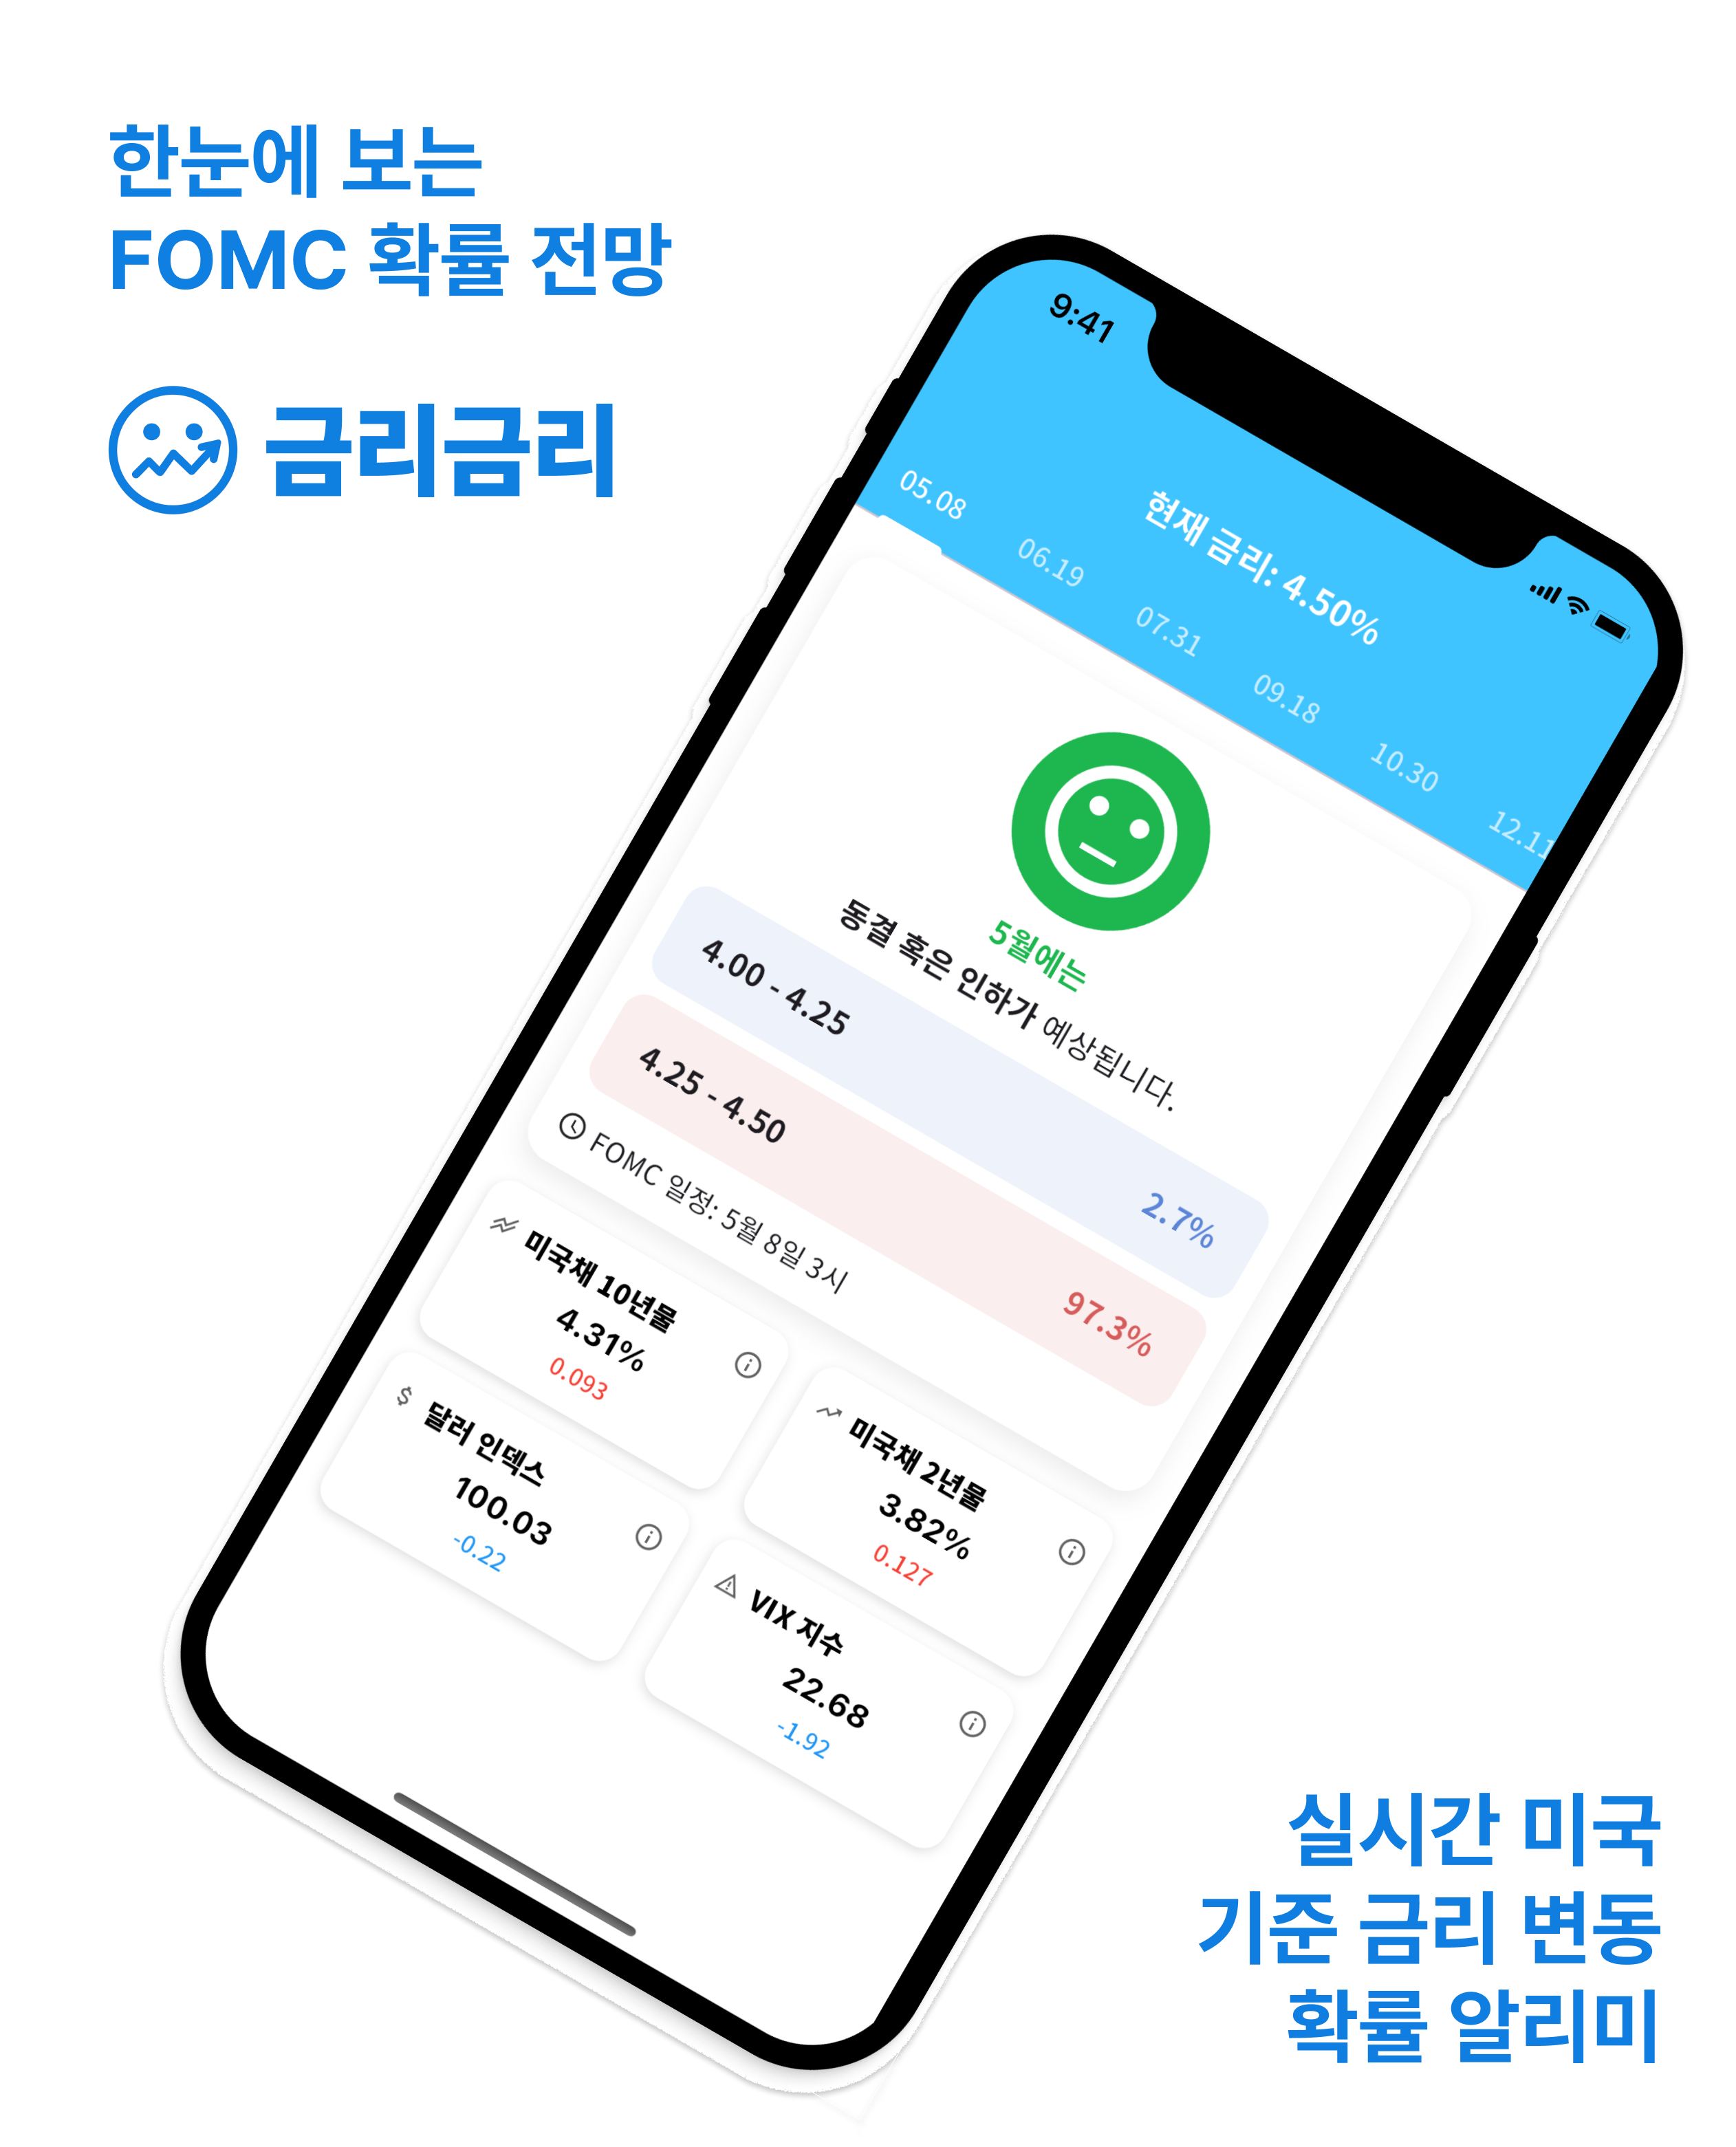 한눈에 보는
FOMC 확률 전망
금리금리
9:41
현재 금리: 4.50%
05.08 06.19 07.31 09.18 10.30 12.11
5월에는
동결 혹은 인하가 예상됩니다.
4.00 - 4.25 2.7%
4.25 - 4.50 97.3%
FOMC 일정: 5월 8일 3시
미국채 10년물
4.31%
0.093
미국채 2년물
3.82%
0.127
$ 달러 인덱스
100.03
-0.22
VIX 지수
22.68
-1.92
실시간 미국
기준 금리 변동
확률 알리미